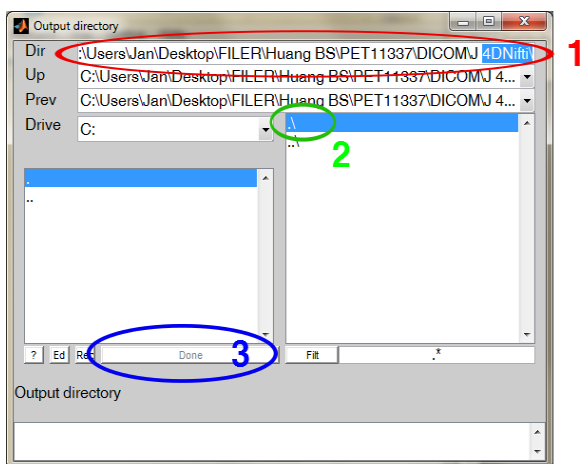 Output directory
Dir :\Users\Jan\Desktop\FILER\Huang BS\PET11337\DICOM\J 4DNifti\ 1
Up C:\Users\Jan\Desktop\FILER\Huang BS\PET11337\DICOM\J 4...
Prev C:\Users\Jan\Desktop\FILER\Huang BS\PET11337\DICOM\J 4...
Drive C: .\
..\
2
.
..
? Ed Done 3 Filt .*
Output directory